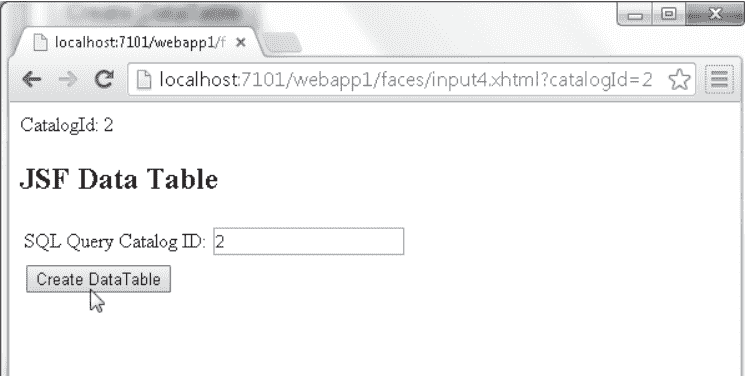 localhost:7101/webapp1/f
localhost:7101/webapp1/faces/input4.xhtml?catalogId=2
CatalogId: 2
JSF Data Table
SQL Query Catalog ID: 2
Create DataTable